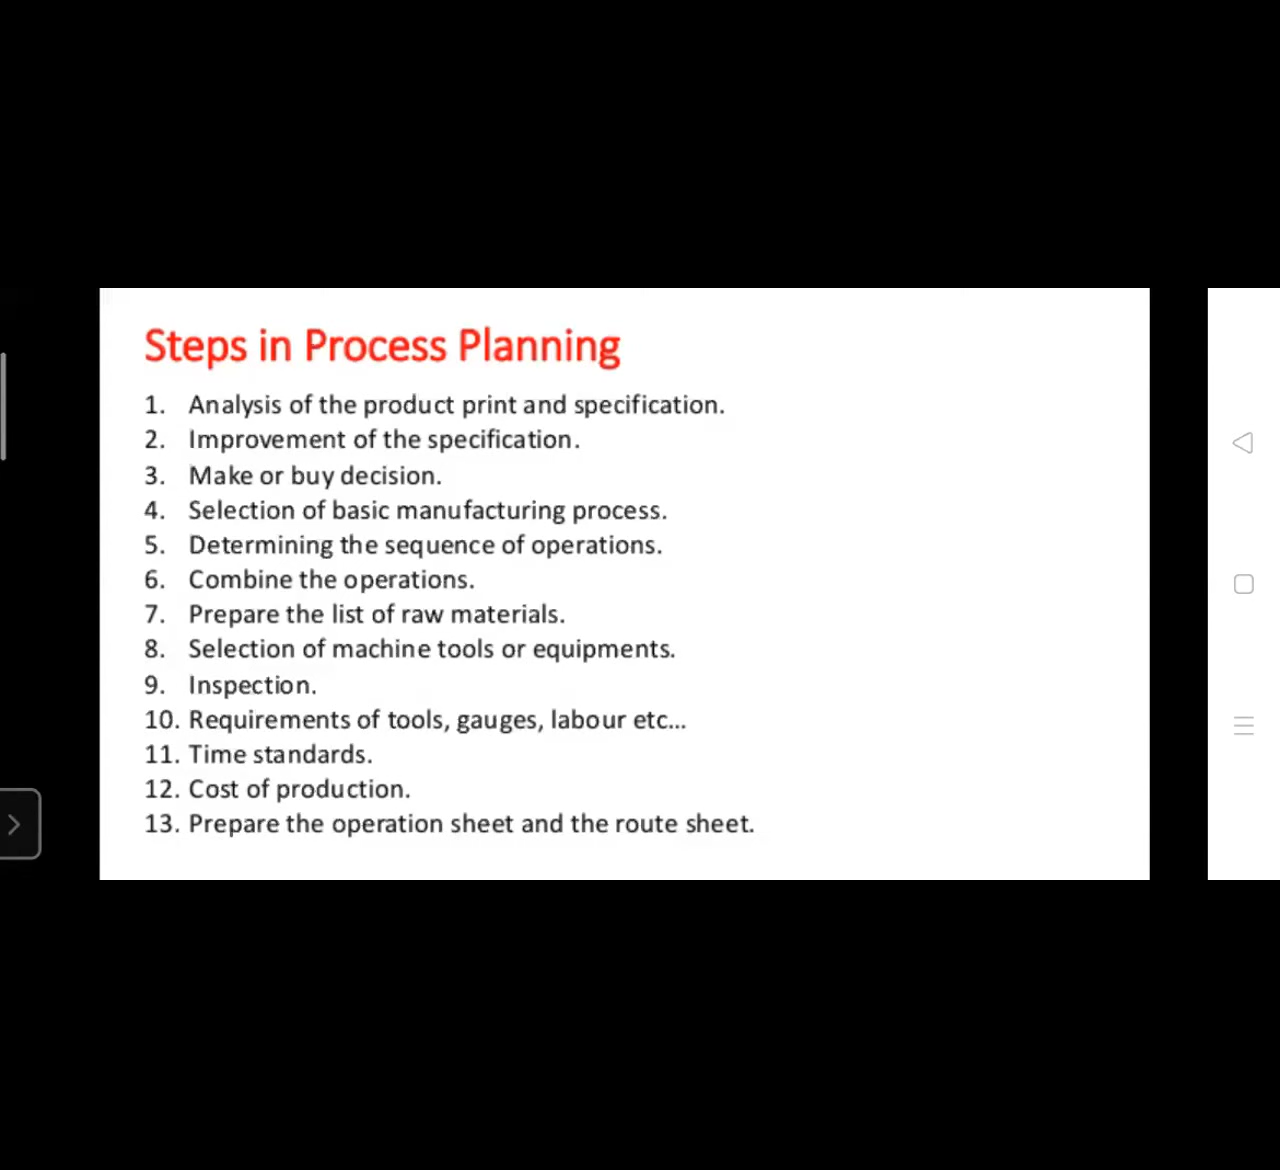 Steps in Process Planning
1. Analysis of the product print and specification.
2. Improvement of the specification.
3. Make or buy decision.
4. Selection of basic manufacturing process.
5. Determining the sequence of operations.
6. Combine the operations.
7. Prepare the list of raw materials.
8. Selection of machine tools or equipments.
9. Inspection.
10. Requirements of tools, gauges, labour etc...
11. Time standards.
12. Cost of production.
13. Prepare the operation sheet and the route sheet.